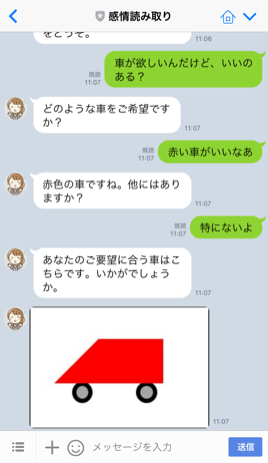 感情読み取り
をどうぞ。
11:06
車が欲しいんだけど、いいの
ある?
既読
11:07
どのような車をご希望です
か?
11:07
赤い車がいいなあ
既読
11:07
赤色の車ですね。他にはあり
ますか?
11:07
特にないよ
既読
11:07
あなたのご要望に合う車はこ
ちらです。いかがでしょう
か。
11:07
11:07
メッセージを入力
送信